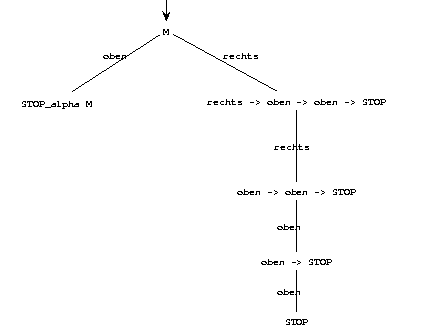 M
oben
rechts
STOP_alpha M
rechts -> oben -> oben -> STOP
rechts
oben -> oben -> STOP
oben
oben -> STOP
oben
STOP